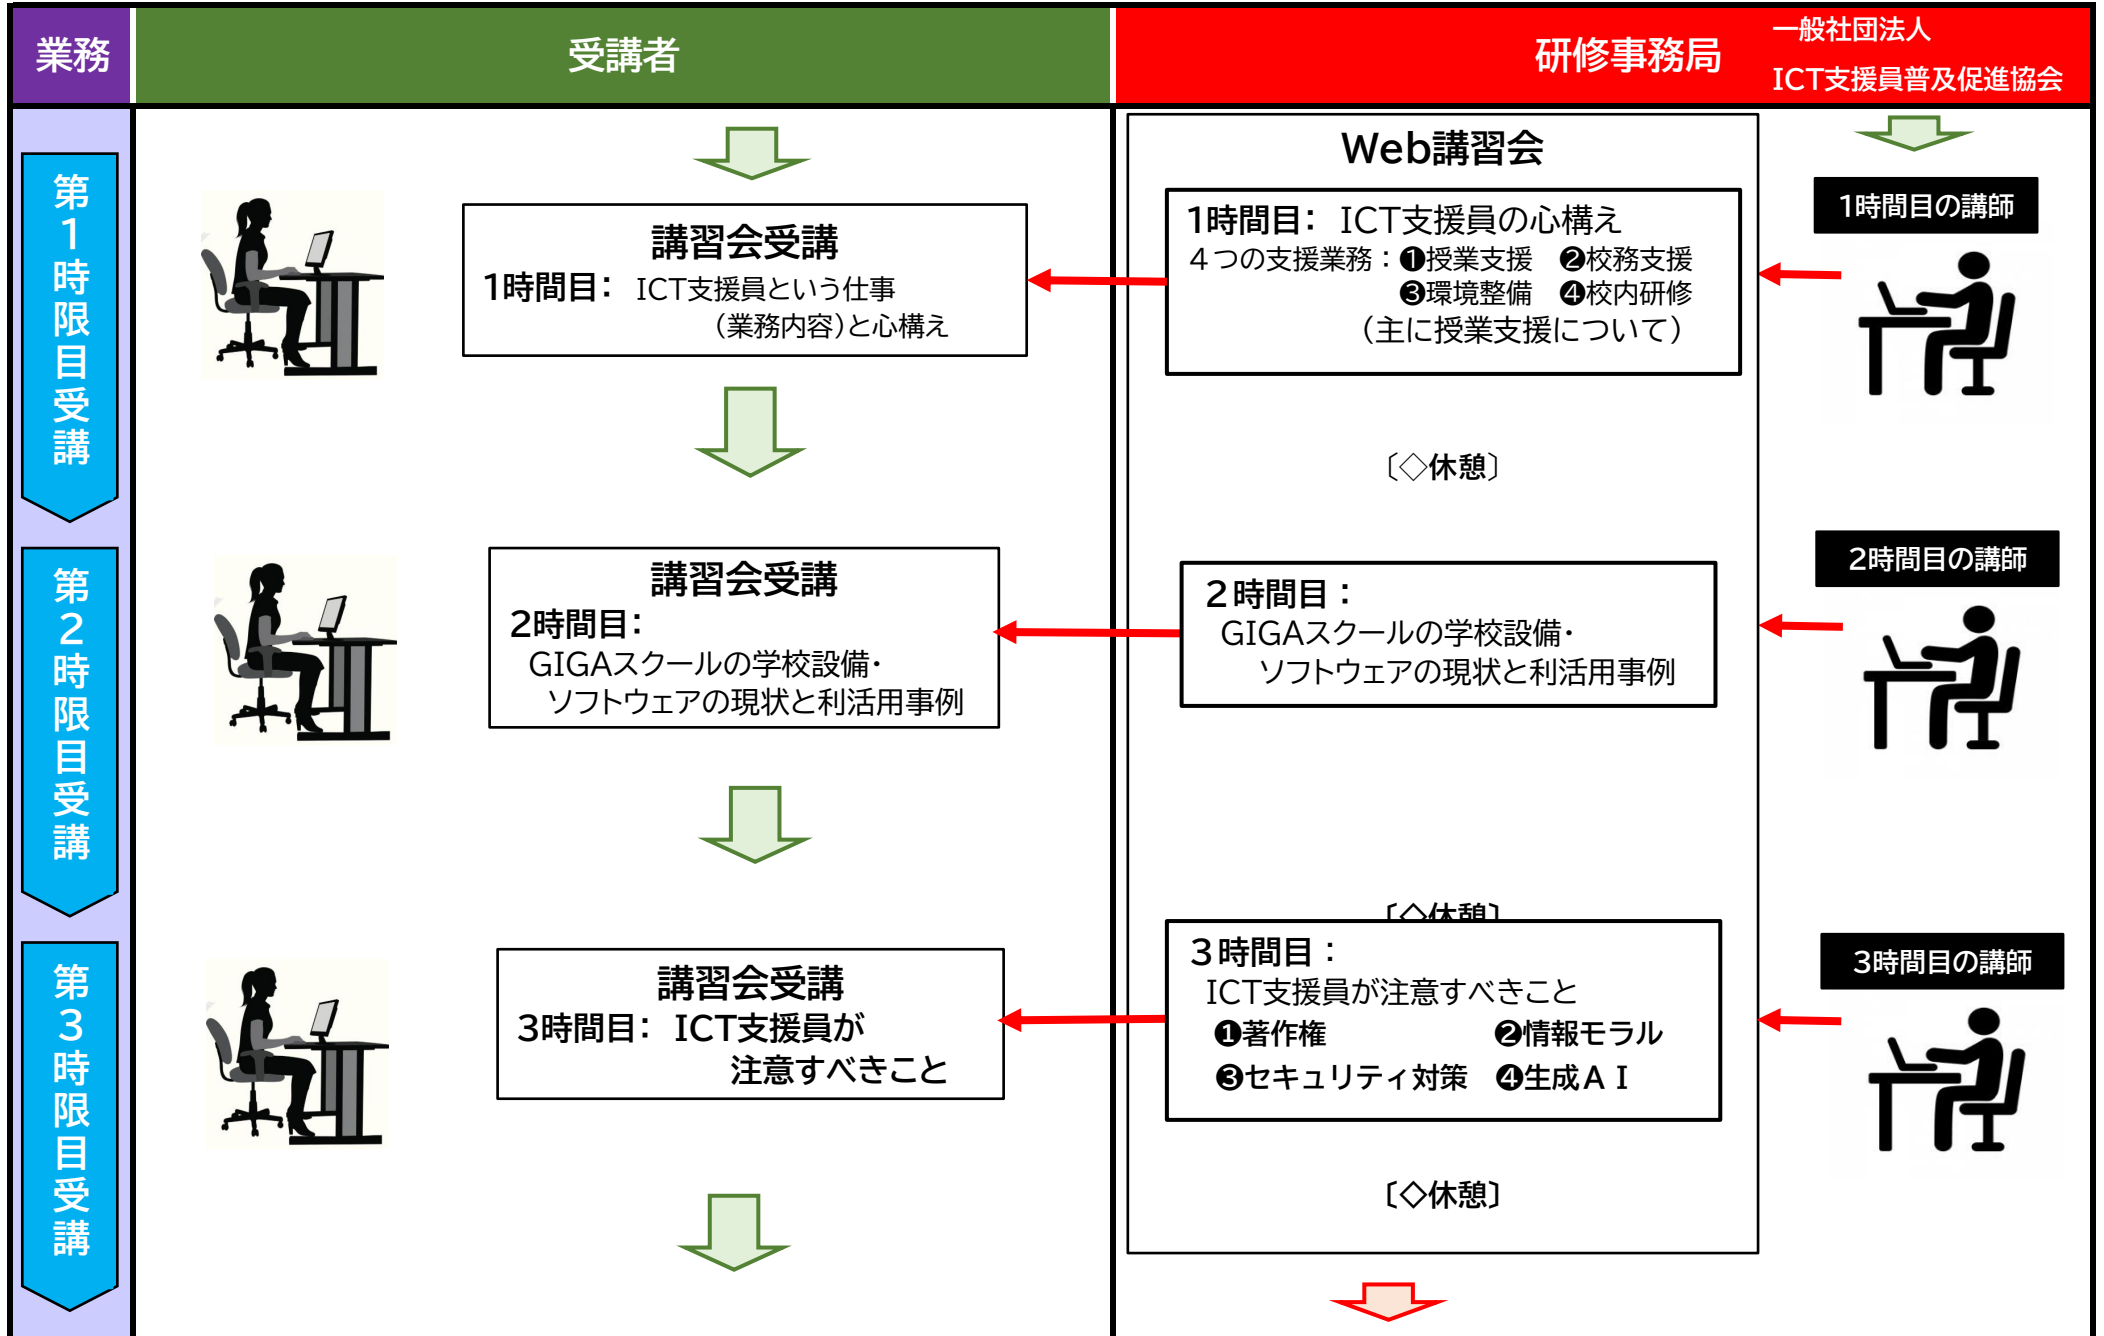 業務
受講者
研修事務局
一般社団法人
ICT支援員普及促進協会
第1時限目受講
講習会受講
1時間目： ICT支援員という仕事
（業務内容）と心構え
Web講習会
1時間目： ICT支援員の心構え
４つの支援業務：❶授業支援　❷校務支援
❸環境整備　❹校内研修
（主に授業支援について）
1時間目の講師
〔◇休憩〕
第2時限目受講
講習会受講
2時間目：
GIGAスクールの学校設備・
ソフトウェアの現状と利活用事例
２時間目：
GIGAスクールの学校設備・
ソフトウェアの現状と利活用事例
2時間目の講師
〔◇休憩〕
第3時限目受講
講習会受講
3時間目： ICT支援員が
注意すべきこと
３時間目：
ICT支援員が注意すべきこと
❶著作権　❷情報モラル
❸セキュリティ対策　❹生成ＡＩ
3時間目の講師
〔◇休憩〕